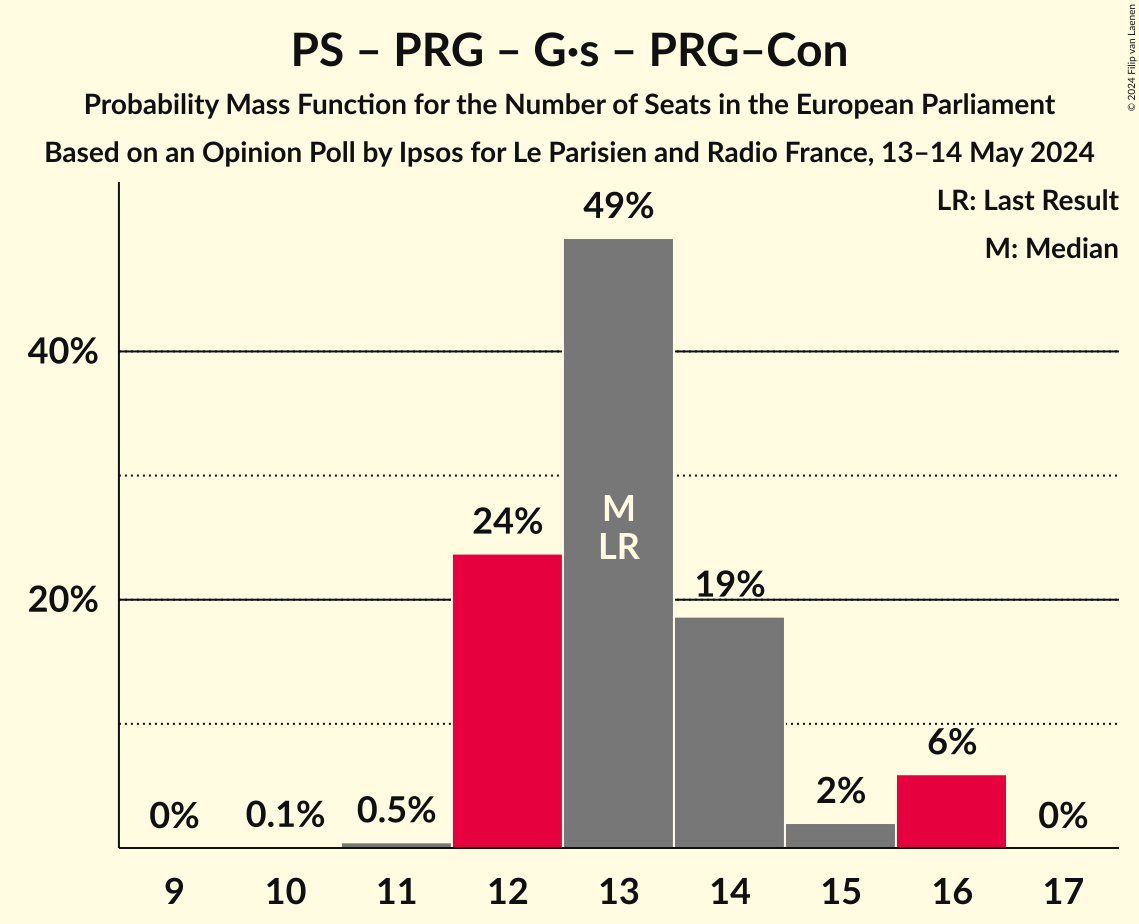 PS – PRG – G·s – PRG–Con
Probability Mass Function for the Number of Seats in the European Parliament
Based on an Opinion Poll by Ipsos for Le Parisien and Radio France, 13–14 May 2024
© 2024 Filip van Laenen
LR: Last Result
M: Median
49%
40%
M
LR
24%
19%
20%
6%
2%
0.5%
0.1%
0%
0%
9 10 11 12 13 14 15 16 17